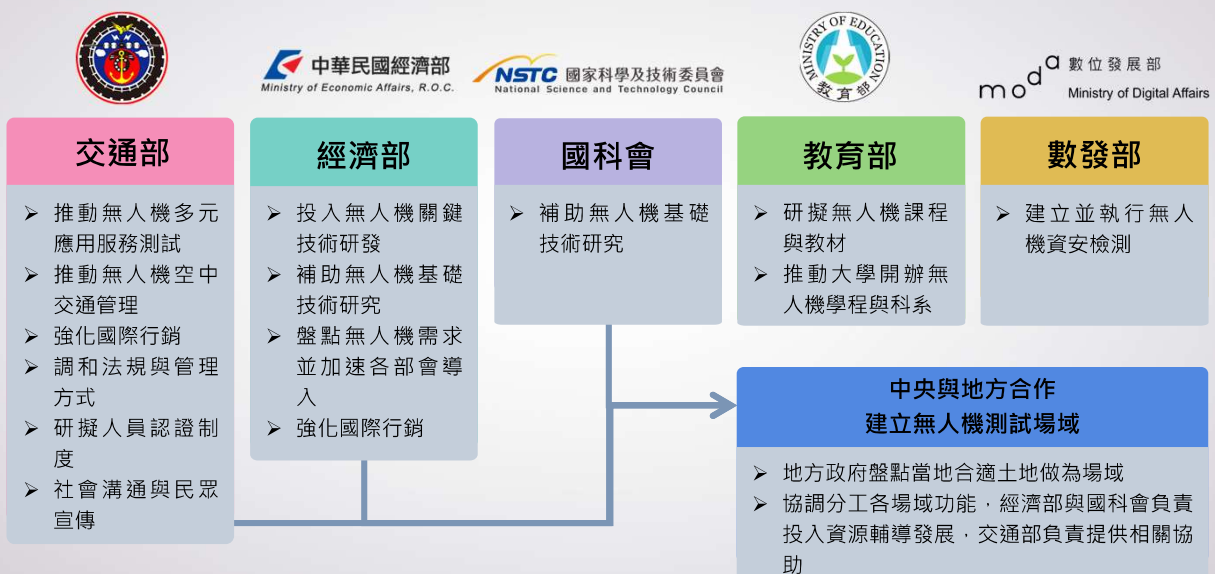 中華民國經濟部
Ministry of Economic Affairs, R.O.C.
NSTC 國家科學及技術委員會
National Science and Technology Council
MINISTRY OF EDUCATION
教育部
moda 數位發展部
Ministry of Digital Affairs
交通部
推動無人機多元
應用服務測試
推動無人機空中
交通管理
強化國際行銷
調和法規與管理
方式
研擬人員認證制
度
社會溝通與民眾
宣傳
經濟部
投入無人機關鍵
技術研發
補助無人機基礎
技術研究
盤點無人機需求
並加速各部會導
入
強化國際行銷
國科會
補助無人機基礎
技術研究
教育部
研擬無人機課程
與教材
推動大學開辦無
人機學程與科系
數發部
建立並執行無人
機資安檢測
中央與地方合作
建立無人機測試場域
地方政府盤點當地合適土地做為場域
協調分工各場域功能，經濟部與國科會負責
投入資源輔導發展，交通部負責提供相關協
助